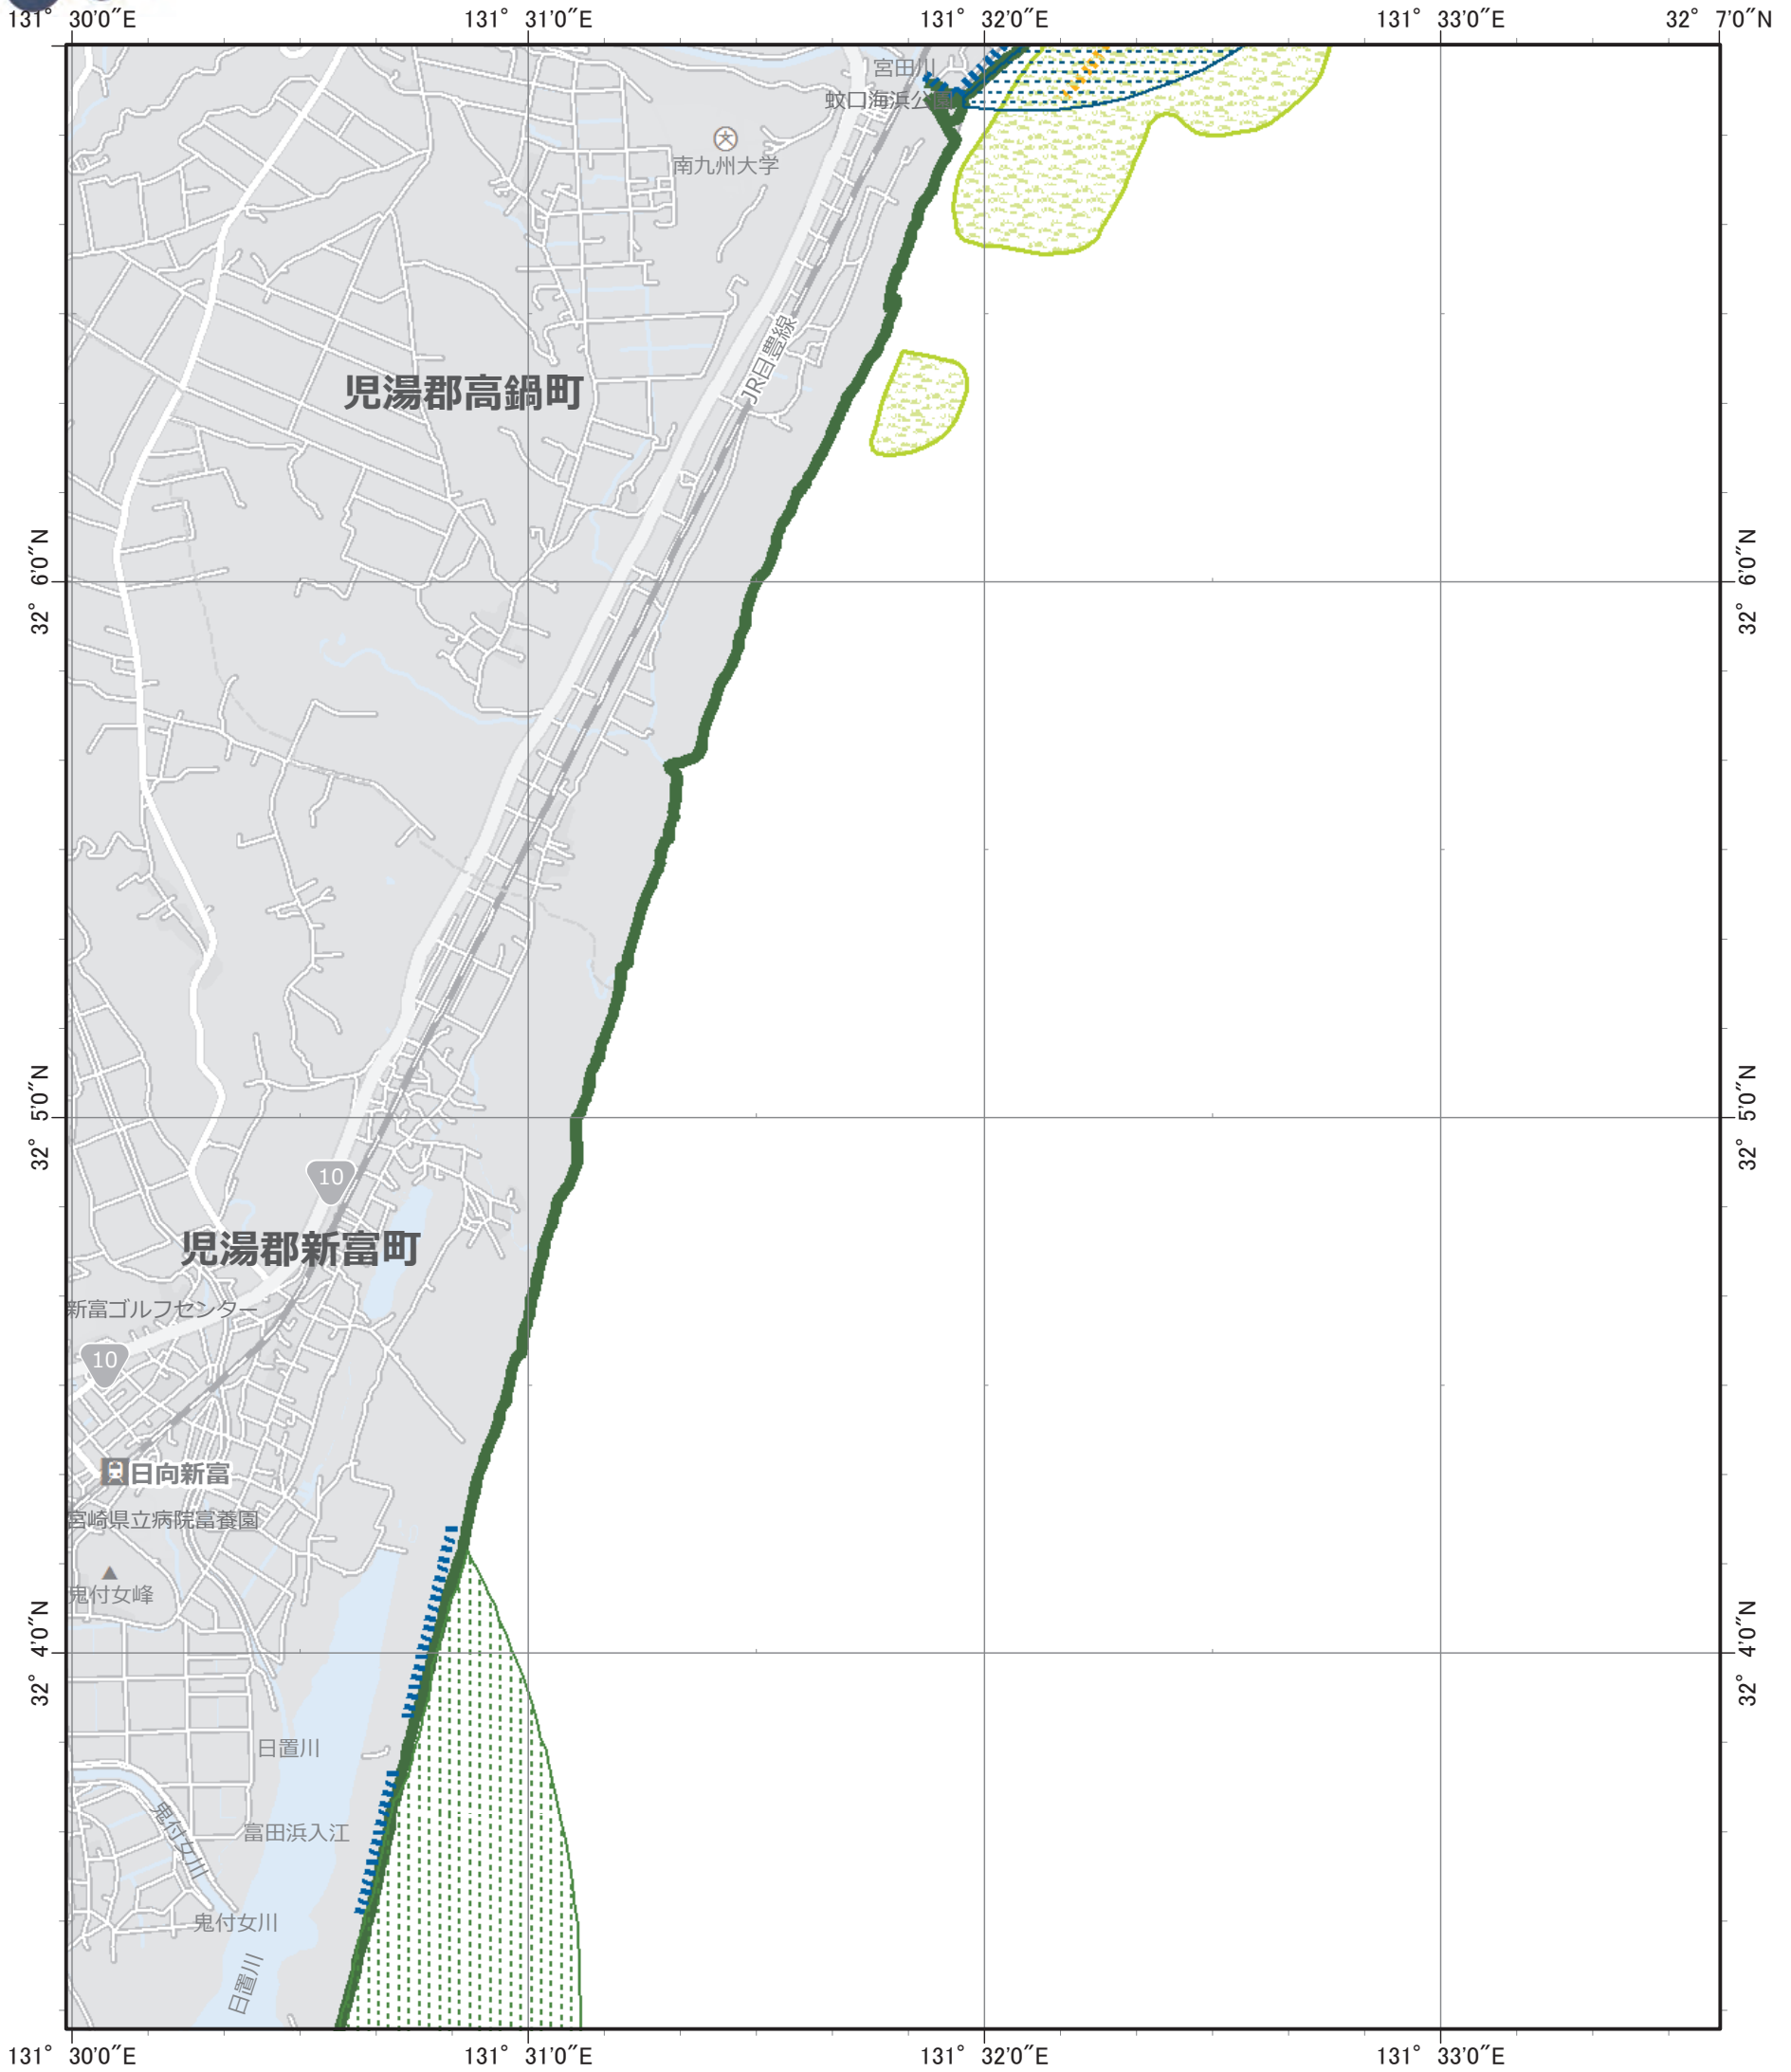 131° 30'0"E
131° 31'0"E
131° 32'0"E
131° 33'0"E
32° 7'0"N
宮田川
蚊口海浜公園
南九州大学
JR日豊線
児湯郡高鍋町
32° 6'0"N
32° 6'0"N
32° 5'0"N
32° 5'0"N
10
児湯郡新富町
新富ゴルフセンター
10
日向新富
宮崎県立病院富養園
鬼付女峰
32° 4'0"N
32° 4'0"N
日置川
鬼付女川
富田浜入江
鬼付女川
日置川
131° 30'0"E
131° 31'0"E
131° 32'0"E
131° 33'0"E